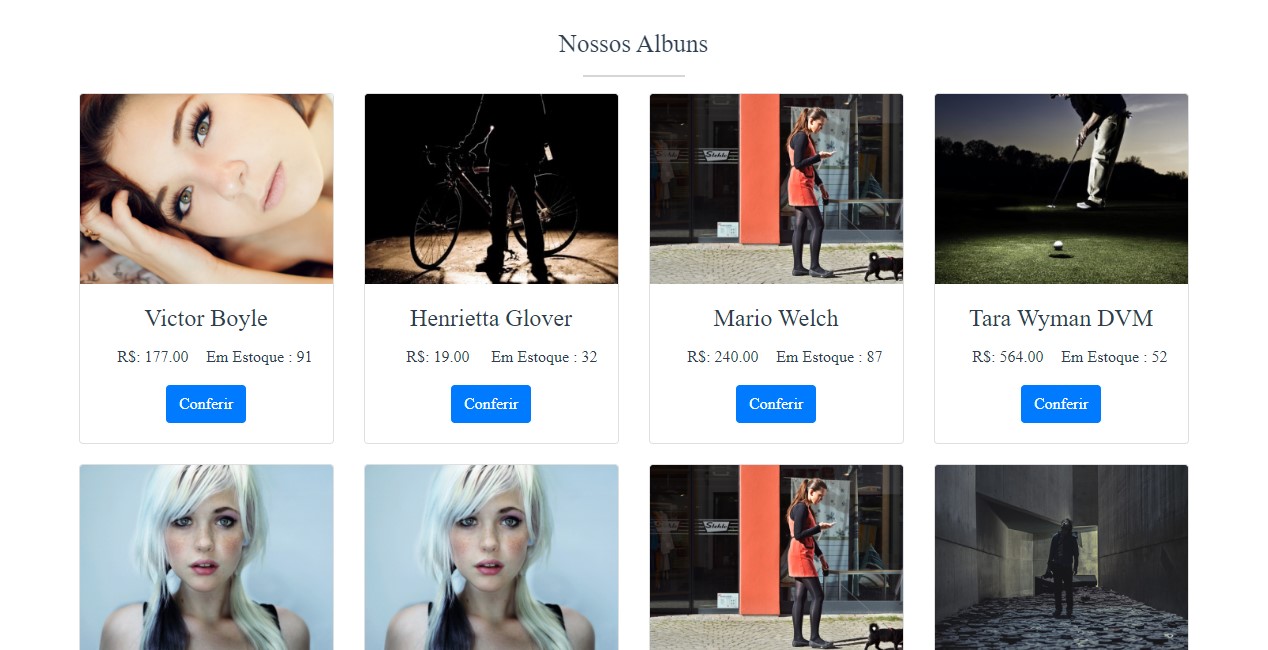 Nossos Albuns
Victor Boyle
R$: 177.00 Em Estoque : 91
Conferir
Henrietta Glover
R$: 19.00 Em Estoque : 32
Conferir
Mario Welch
R$: 240.00 Em Estoque : 87
Conferir
Tara Wyman DVM
R$: 564.00 Em Estoque : 52
Conferir